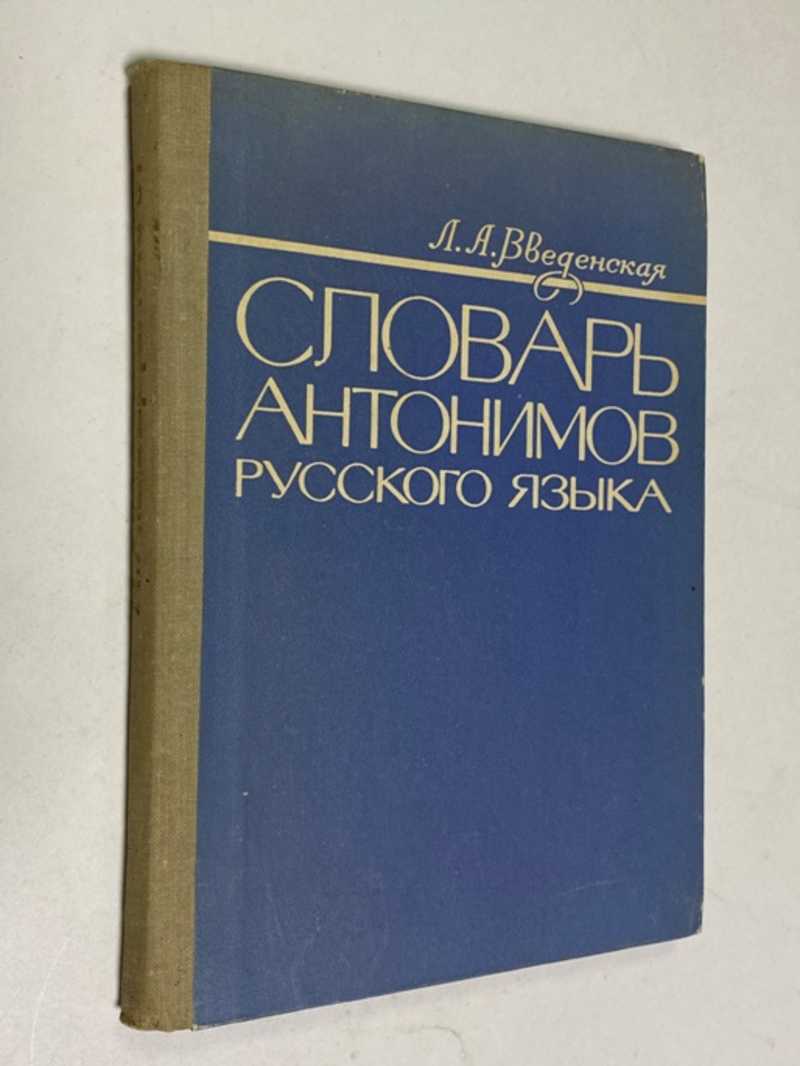 Л.А.Введенская
СЛОВАРЬ
АНТОНИМОВ
РУССКОГО ЯЗЫКА